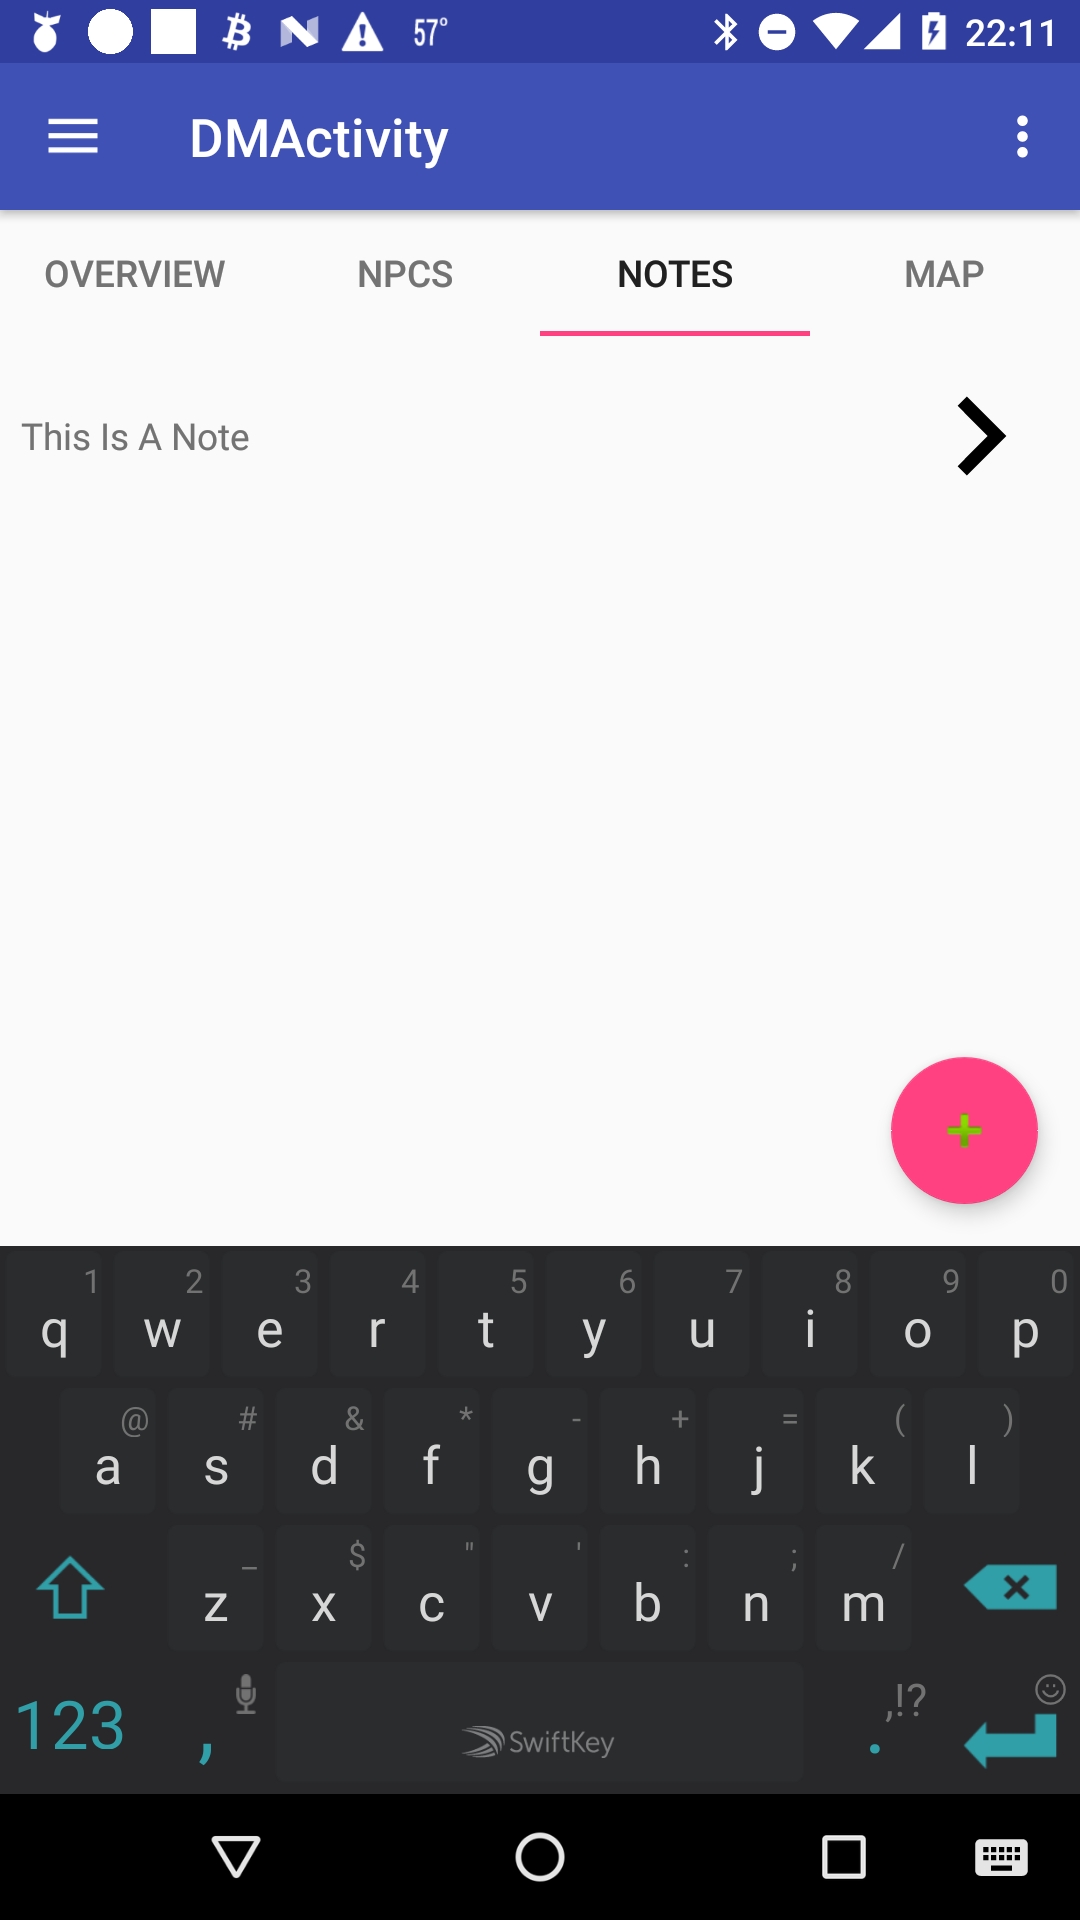 57° 22:11
DMActivity
OVERVIEW NPCS NOTES MAP
This Is A Note
1 2 3 4 5 6 7 8 9 0
q w e r t y u i o p
@ # & * - + = ( )
a s d f g h j k l
_ $ " ' : ; /
z x c v b n m
123 , SwiftKey . ,!?